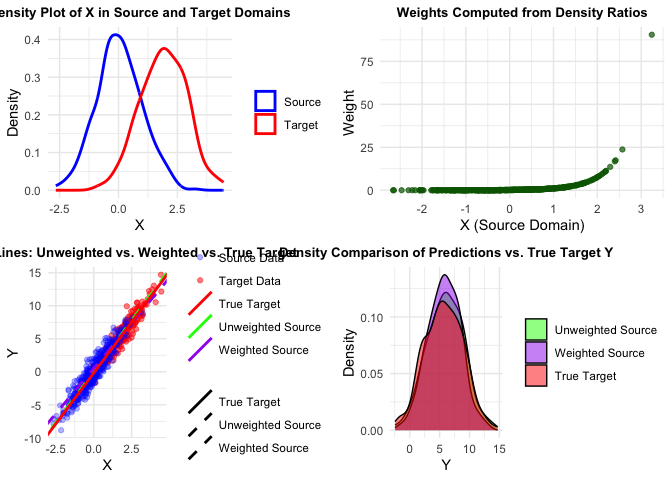 ensity Plot of X in Source and Target Domains
Density
0.4
0.3
0.2
0.1
0.0
-2.5 0.0 2.5
X
Source
Target
Weights Computed from Density Ratios
Weight
75
50
25
0
-2 -1 0 1 2 3
X (Source Domain)
Lines: Unweighted vs. Weighted vs. True Target
Y
15
10
5
0
-5
-10
0.0 2.5
X
Source Data
Target Data
True Target
Unweighted Source
Weighted Source
True Target
Unweighted Source
Weighted Source
Density Comparison of Predictions vs. True Target Y
Density
0.10
0.05
0.00
0 5 10 15
Y
Unweighted Source
Weighted Source
True Target